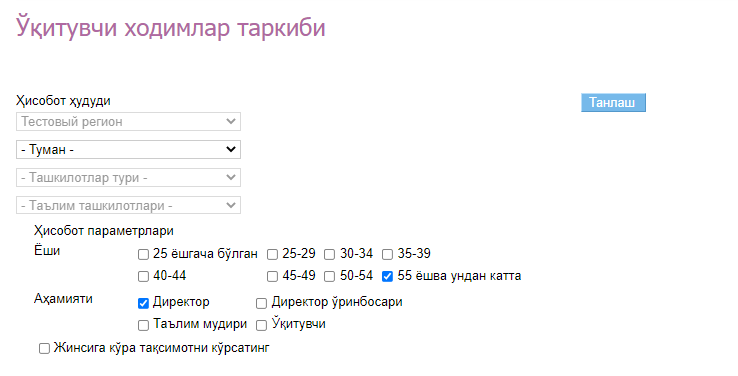 Ўқитувчи ходимлар таркиби
Ҳисобот ҳудуди Танлаш
Тестовый регион
- Туман -
- Ташкилотлар тури -
- Таълим ташкилотлари -
Ҳисобот параметрлари
Ёши 25 ёшгача бўлган 25-29 30-34 35-39
40-44 45-49 50-54 55 ёшва ундан катта
Аҳамияти Директор Директор ўринбосари
Таълим мудири Ўқитувчи
Жинсига кўра тақсимотни кўрсатинг